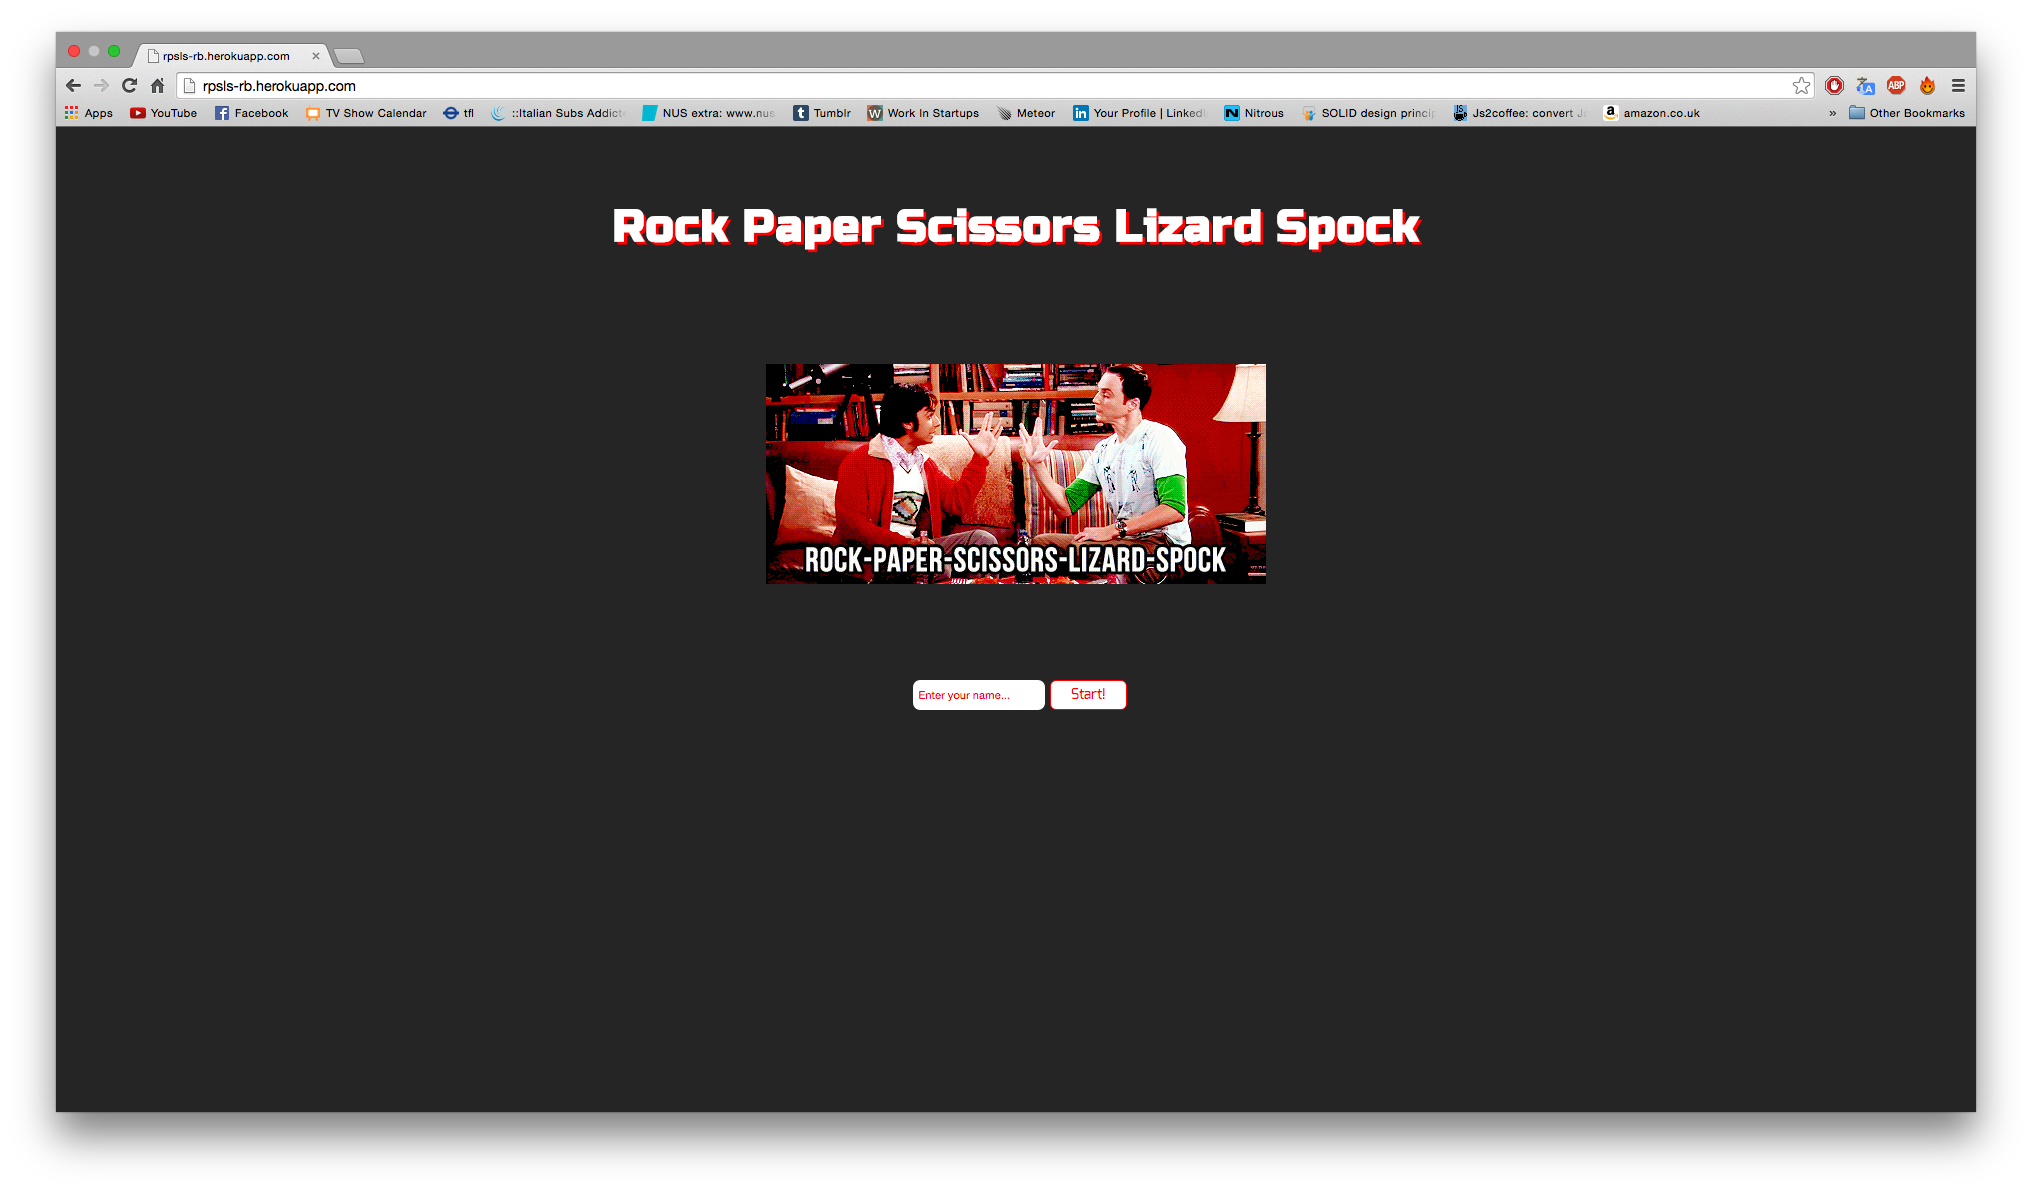 rpsls-rb.herokuapp.com
rpsls-rb.herokuapp.com
Apps YouTube Facebook TV Show Calendar tfl ::Italian Subs Addict NUS extra: www.nus Tumblr Work In Startups Meteor Your Profile | LinkedI Nitrous SOLID design princip Js2coffee: convert J amazon.co.uk » Other Bookmarks
Rock Paper Scissors Lizard Spock
ROCK-PAPER-SCISSORS-LIZARD-SPOCK
Enter your name... Start!